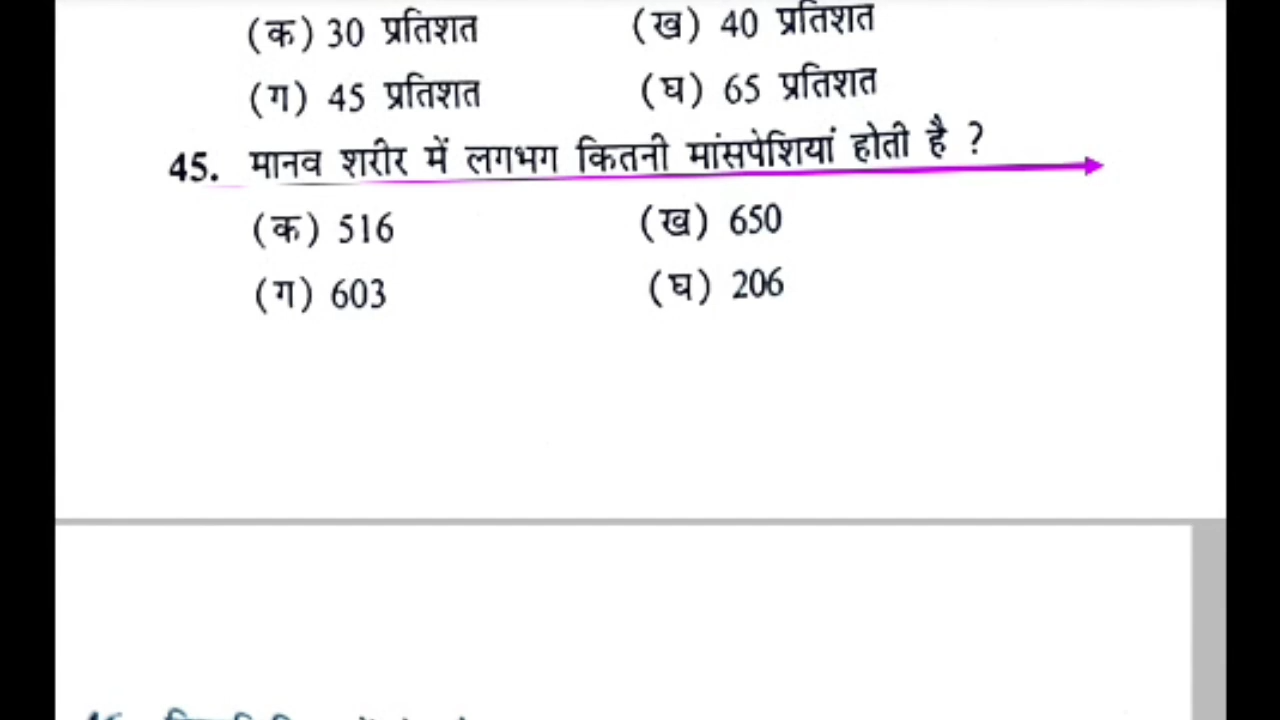 (क) 30 प्रतिशत (ख) 40 प्रतिशत
(ग) 45 प्रतिशत (घ) 65 प्रतिशत
45. मानव शरीर में लगभग कितनी मांसपेशियां होती है ?
(क) 516 (ख) 650
(ग) 603 (घ) 206